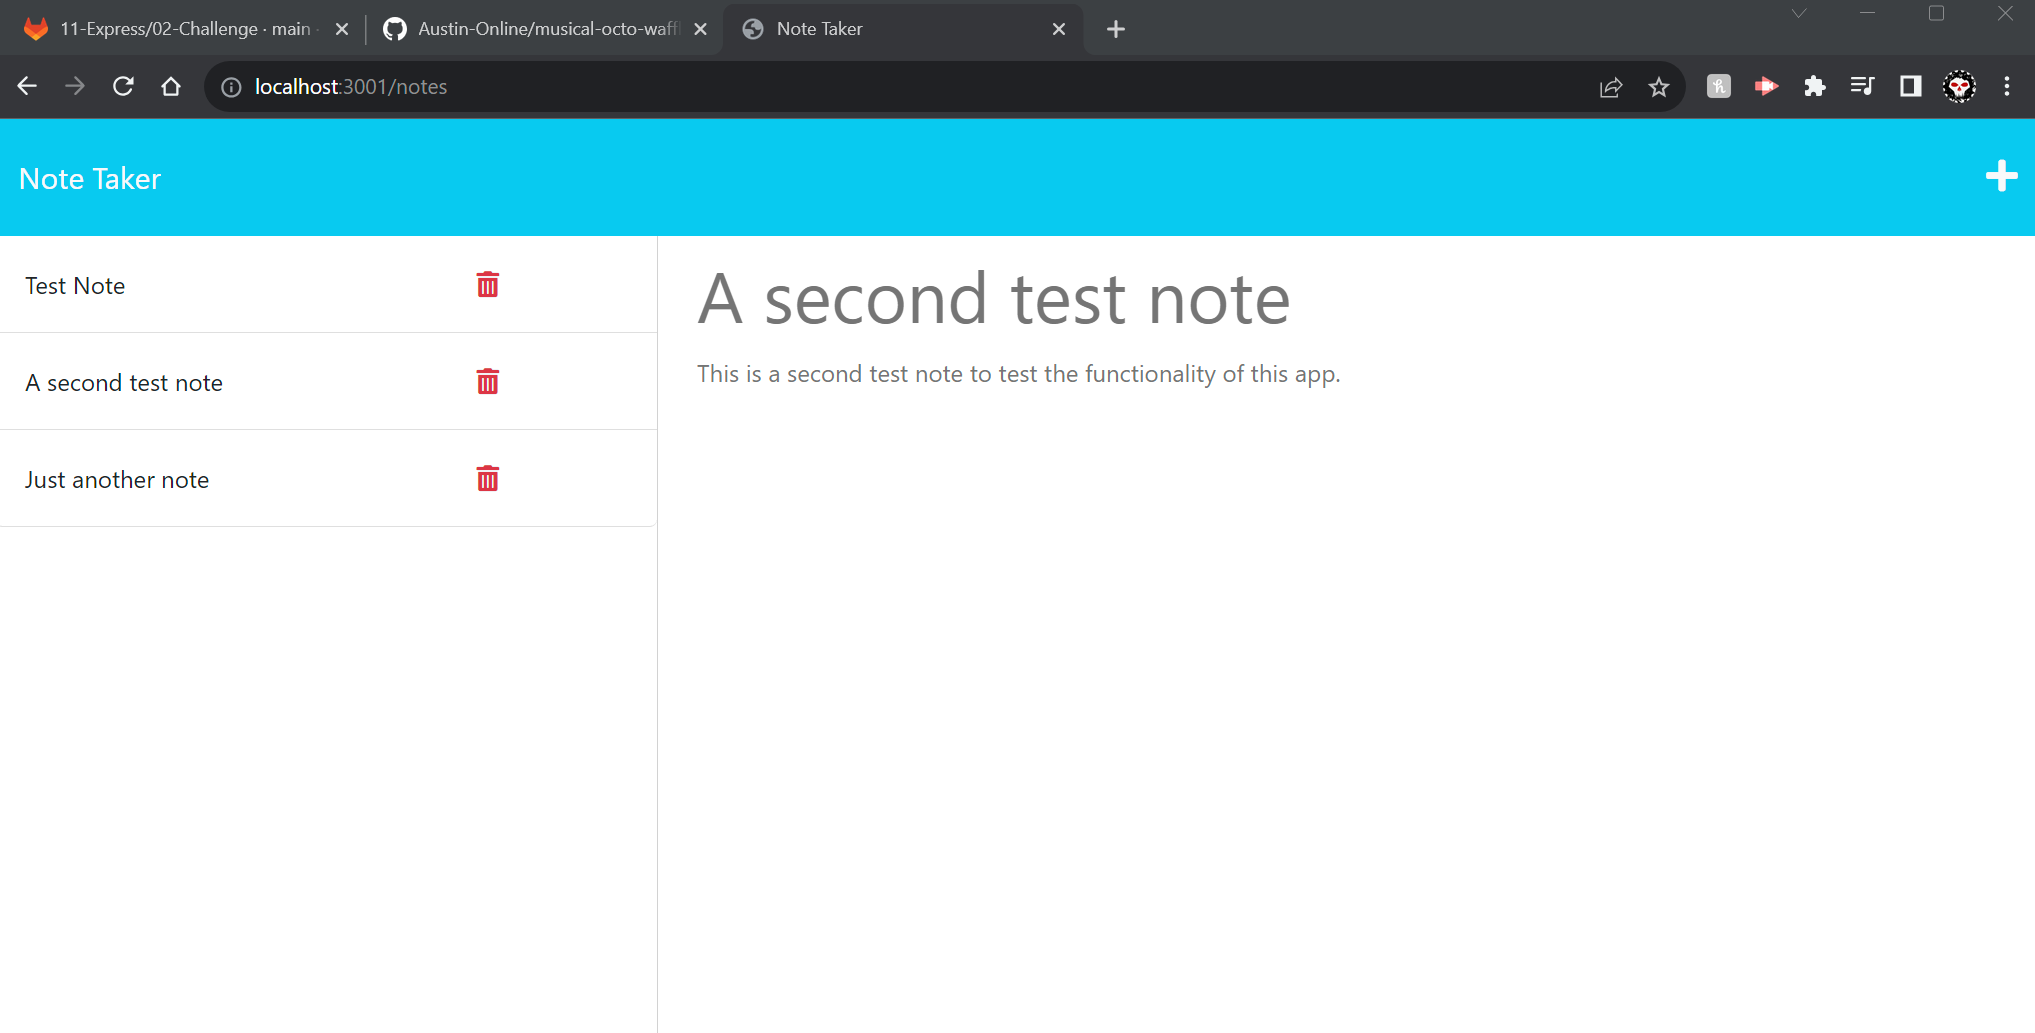 11-Express/02-Challenge · main
Austin-Online/musical-octo-waff
Note Taker
localhost:3001/notes
Note Taker
Test Note
A second test note
Just another note
A second test note
This is a second test note to test the functionality of this app.